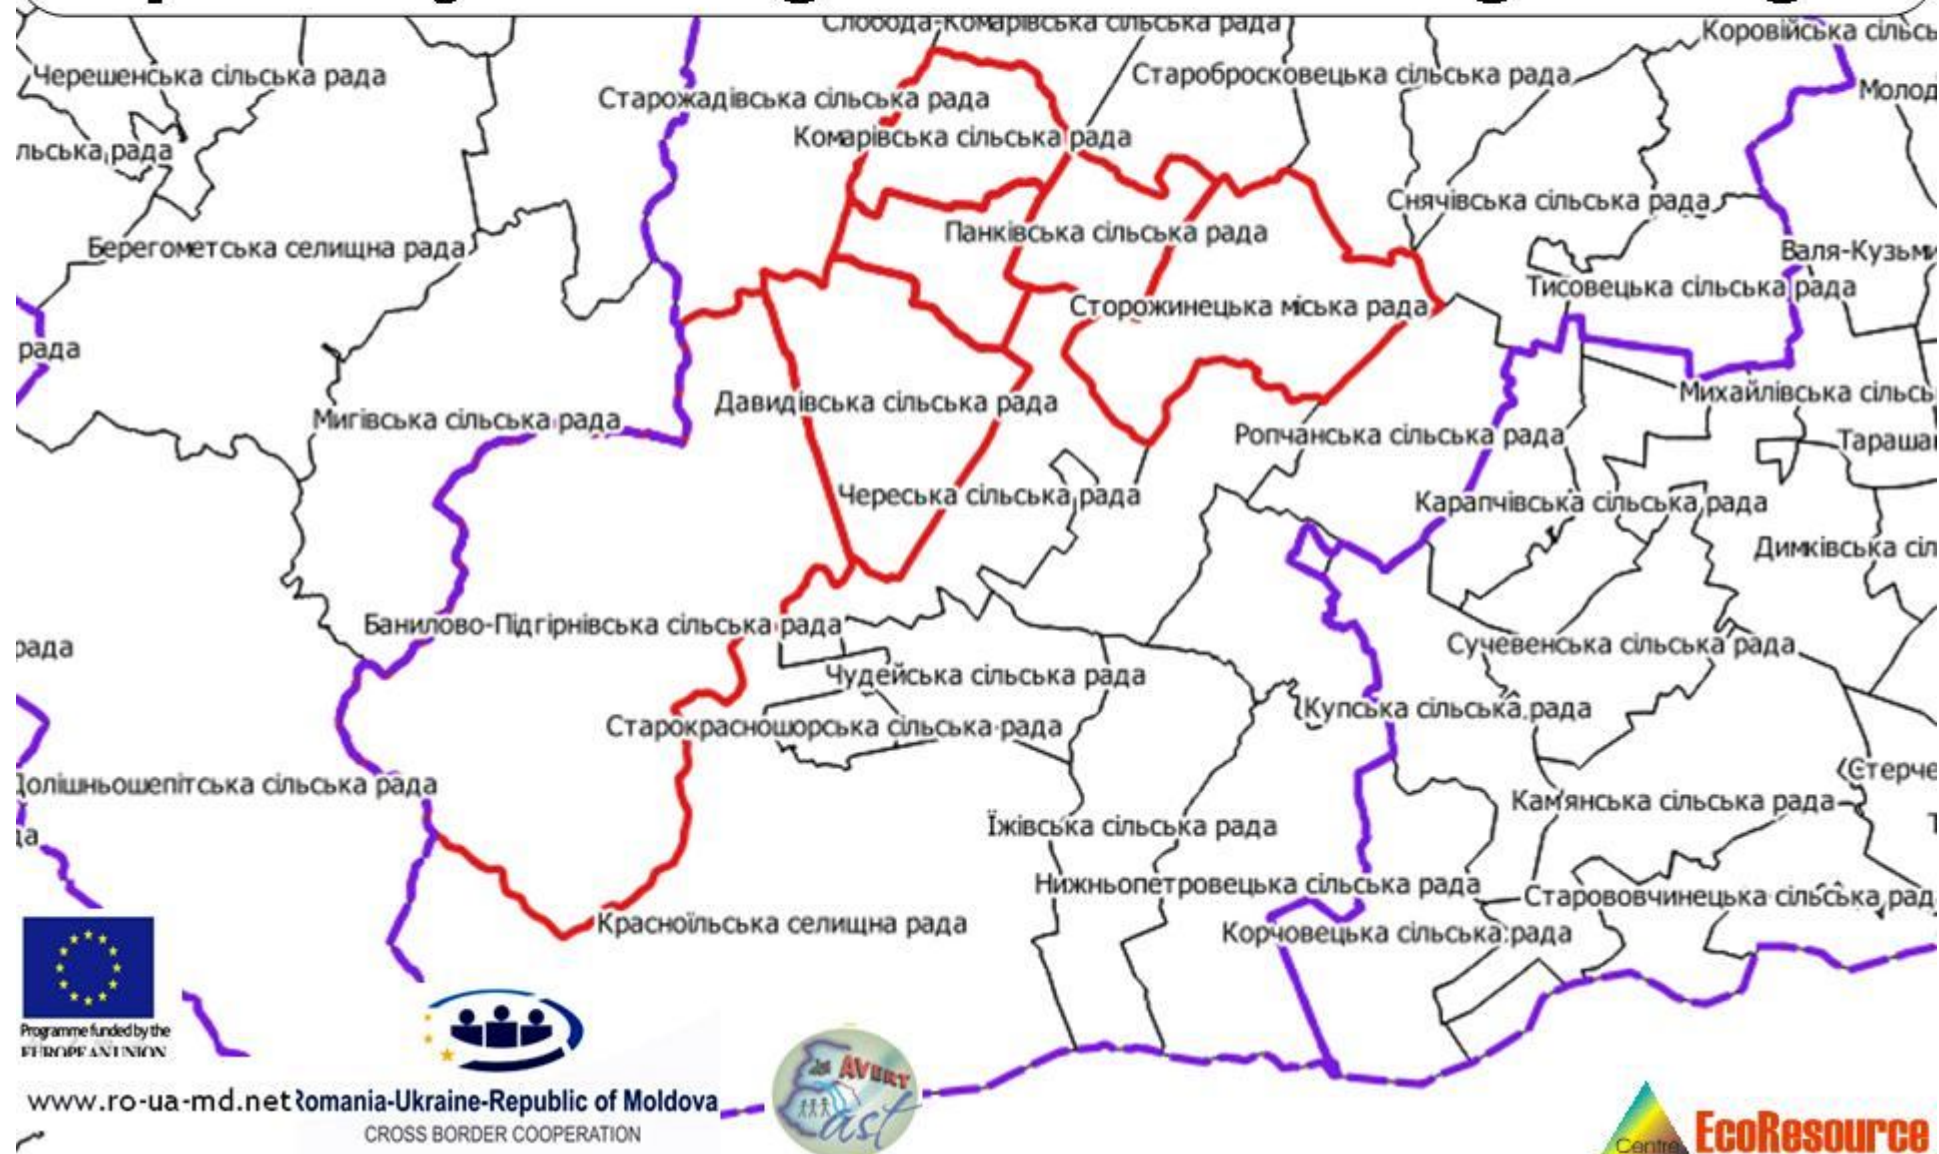 Слобода-Комарівська сільська рада
Коровійська сільсь
Черешенська сільська рада
Старобросковецька сільська рада
Молод
Старожадівська сільська рада
Комарівська сільська рада
льська рада
Снячівська сільська рада
Панківська сільська рада
Берегометська селищна рада
Валя-Кузьми
Тисовецька сільська рада
Сторожинецька міська рада
рада
Михайлівська сільсь
Давидівська сільська рада
Мигівська сільська рада
Ропчанська сільська рада
Тараша
Череська сільська рада
Карапчівська сільська рада
Димківська сіл
Банилово-Підгірнівська сільська рада
Сучевенська сільська рада
рада
Чудейська сільська рада
Купська сільська рада
Старокрасношорська сільська рада
Стерче
Долішньошепітська сільська рада
Кам'янська сільська рада
Їжівська сільська рада
да
Нижньопетровецька сільська рада
Старововчинецька сільська рад
Красноїльська селищна рада
Корчовецька сільська рада
Programme funded by the
EUROPEAN UNION
AVERT
East
www.ro-ua-md.net
Romania-Ukraine-Republic of Moldova
CROSS BORDER COOPERATION
Centre
EcoResource